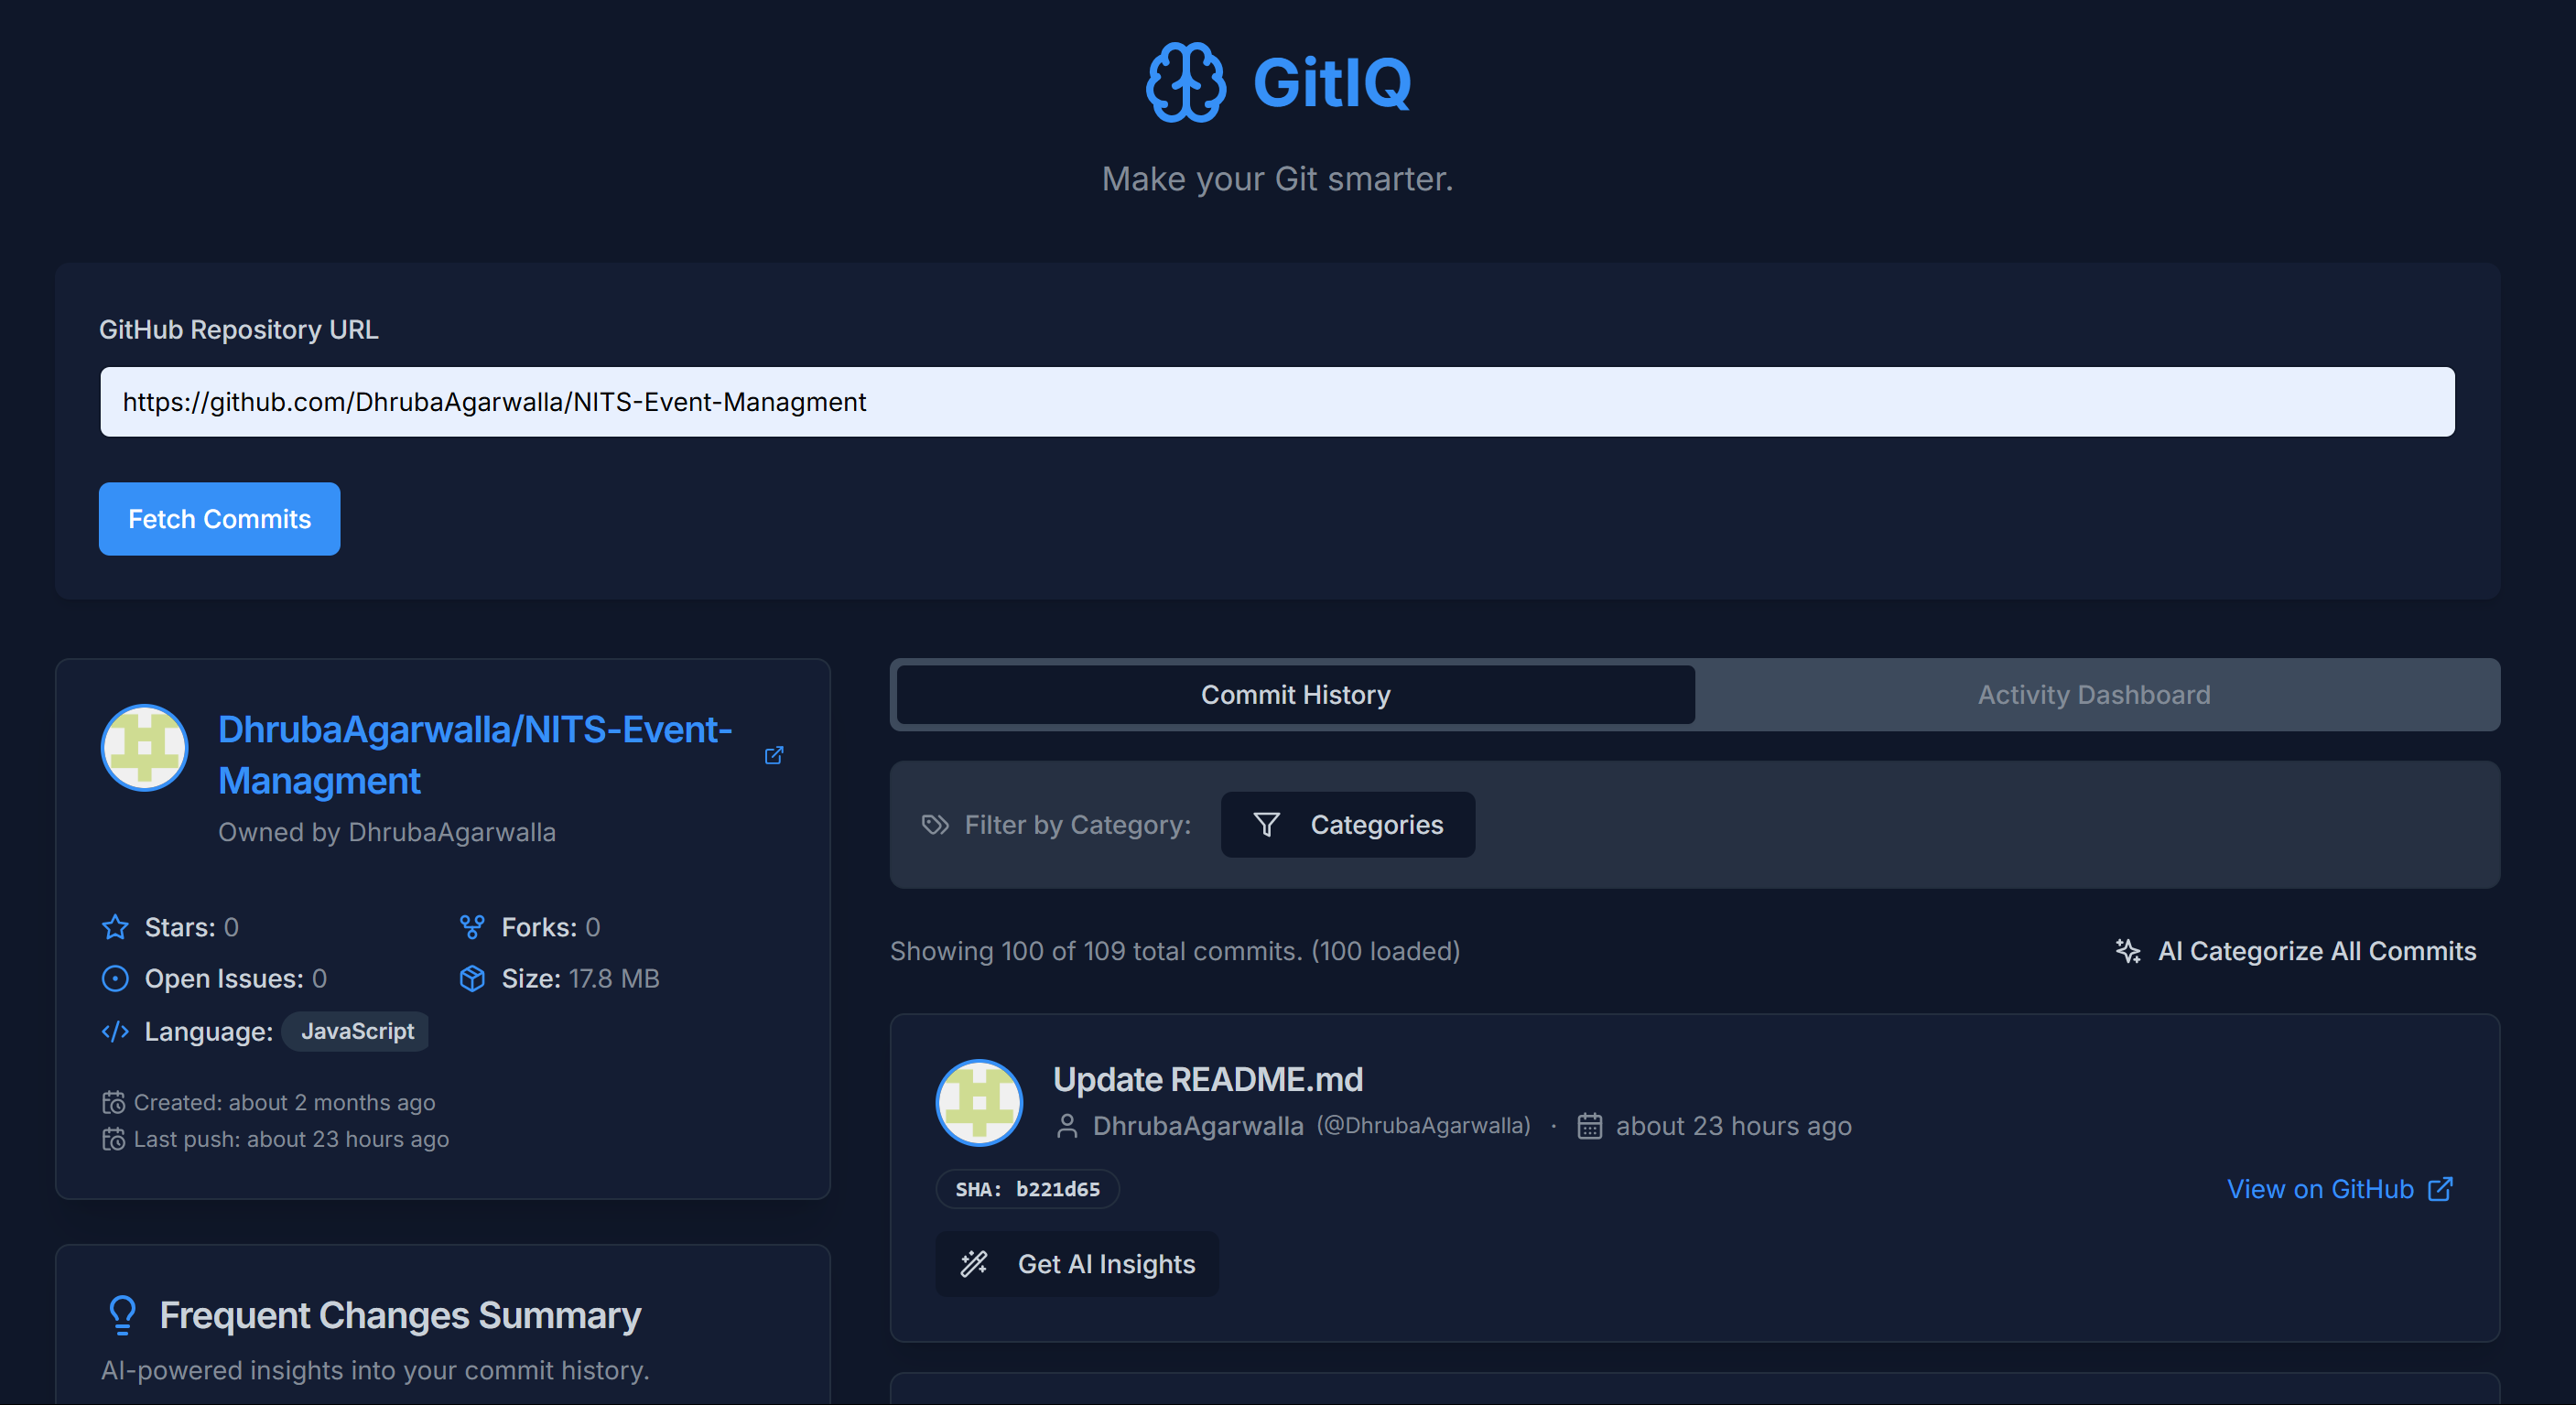 GitIQ
Make your Git smarter.
GitHub Repository URL
https://github.com/DhrubaAgarwalla/NITS-Event-Managment
Fetch Commits
DhrubaAgarwalla/NITS-Event-
Managment
Owned by DhrubaAgarwalla
Stars: 0
Forks: 0
Open Issues: 0
Size: 17.8 MB
Language: JavaScript
Created: about 2 months ago
Last push: about 23 hours ago
Frequent Changes Summary
AI-powered insights into your commit history.
Commit History
Activity Dashboard
Filter by Category:
Categories
Showing 100 of 109 total commits. (100 loaded)
AI Categorize All Commits
Update README.md
DhrubaAgarwalla (@DhrubaAgarwalla) · about 23 hours ago
SHA: b221d65
View on GitHub
Get AI Insights